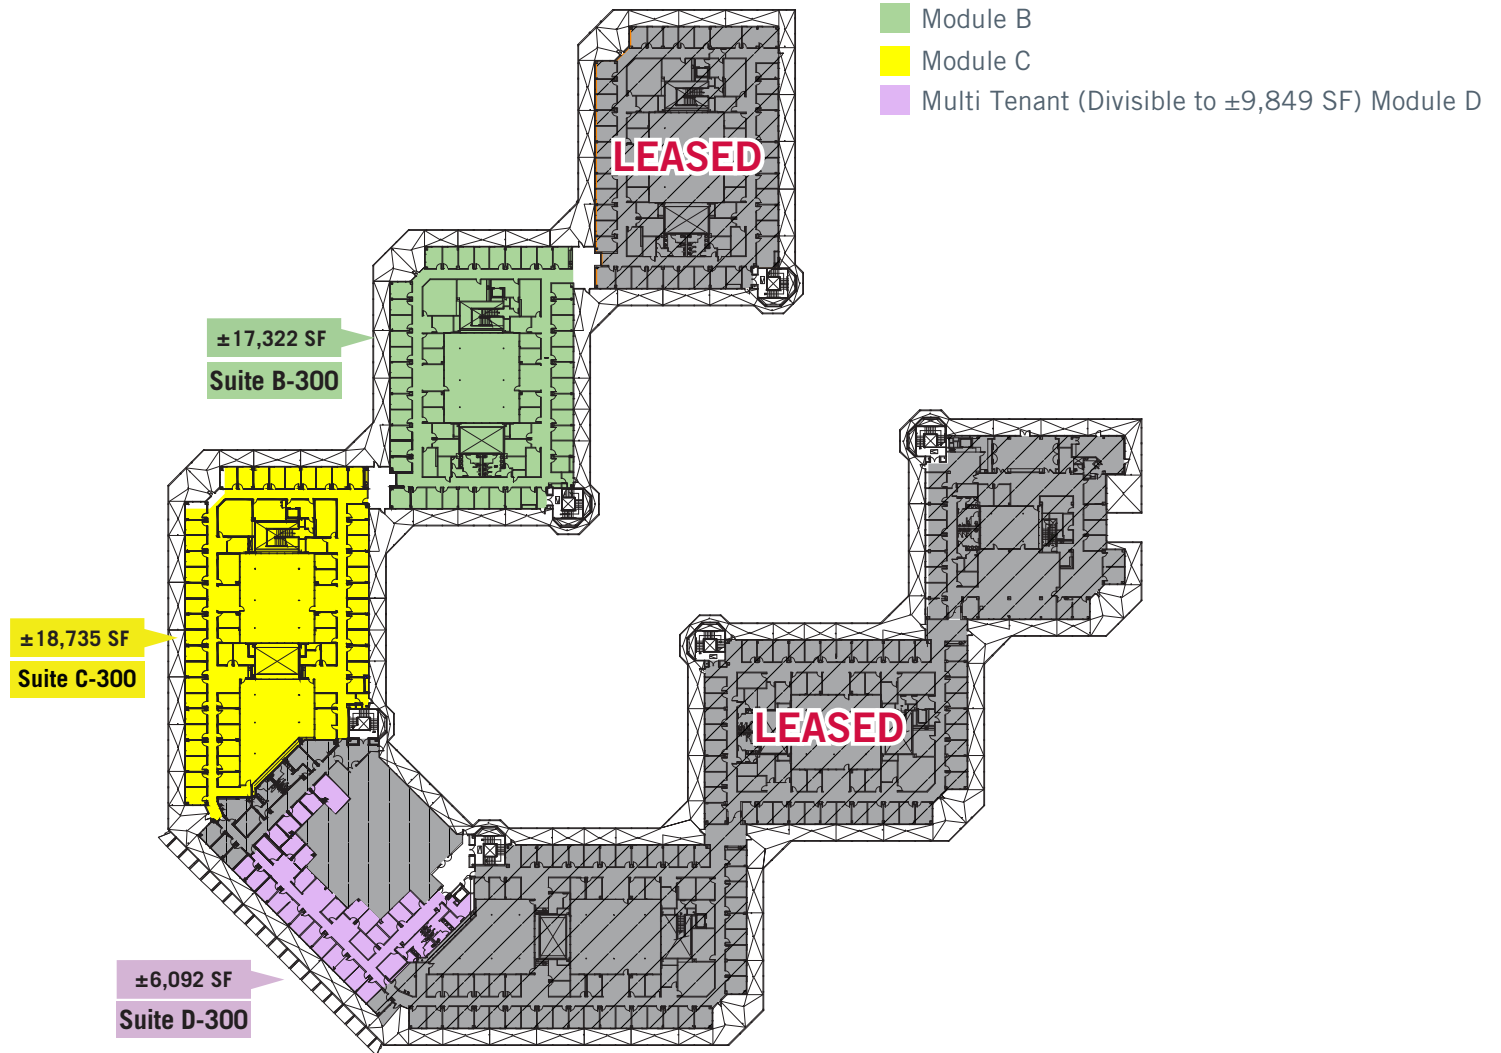 Module B
Module C
Multi Tenant (Divisible to ±9,849 SF) Module D
LEASED
±17,322 SF
Suite B-300
±18,735 SF
Suite C-300
LEASED
±6,092 SF
Suite D-300